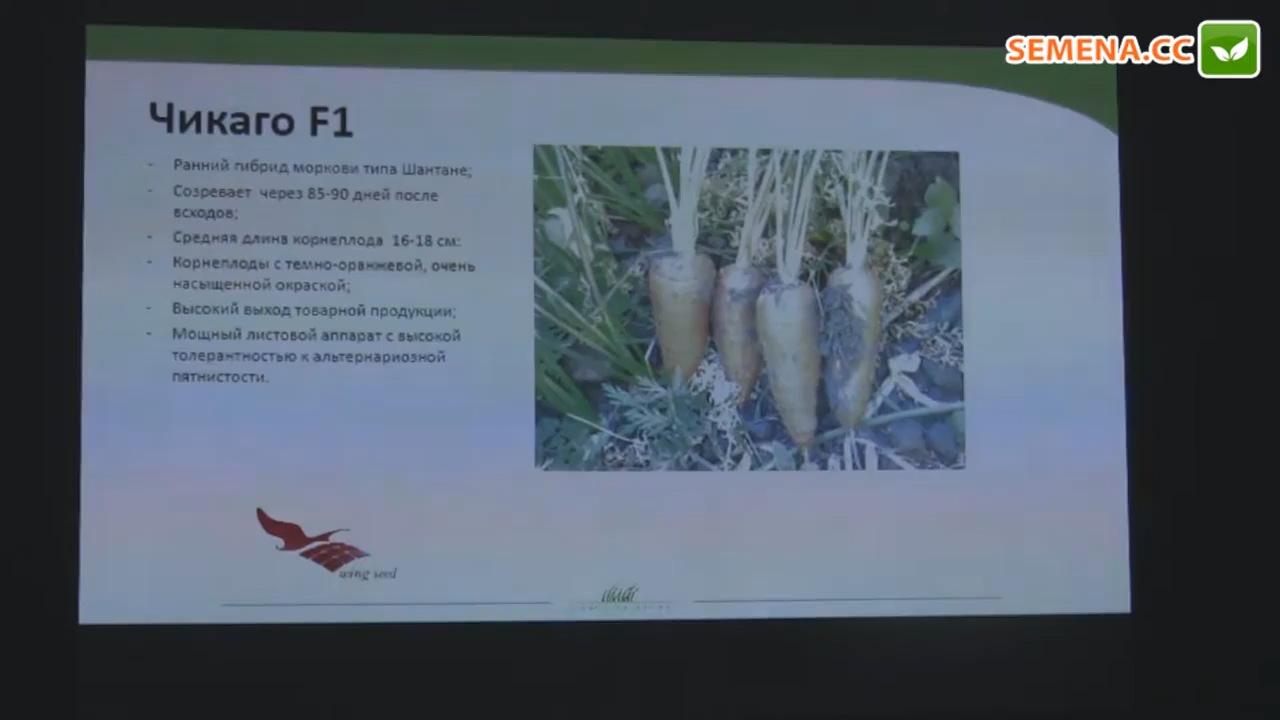 SEMENA.CC
Чикаго F1
- Ранний гибрид моркови типа Шантане;
- Созревает через 85-90 дней после
всходов;
- Средняя длина корнеплода 16-18 см:
- Корнеплоды с темно-оранжевой, очень
насыщенной окраской;
- Высокий выход товарной продукции;
- Мощный листовой аппарат с высокой
толерантностью к альтернариозной
пятнистости.
wing seed